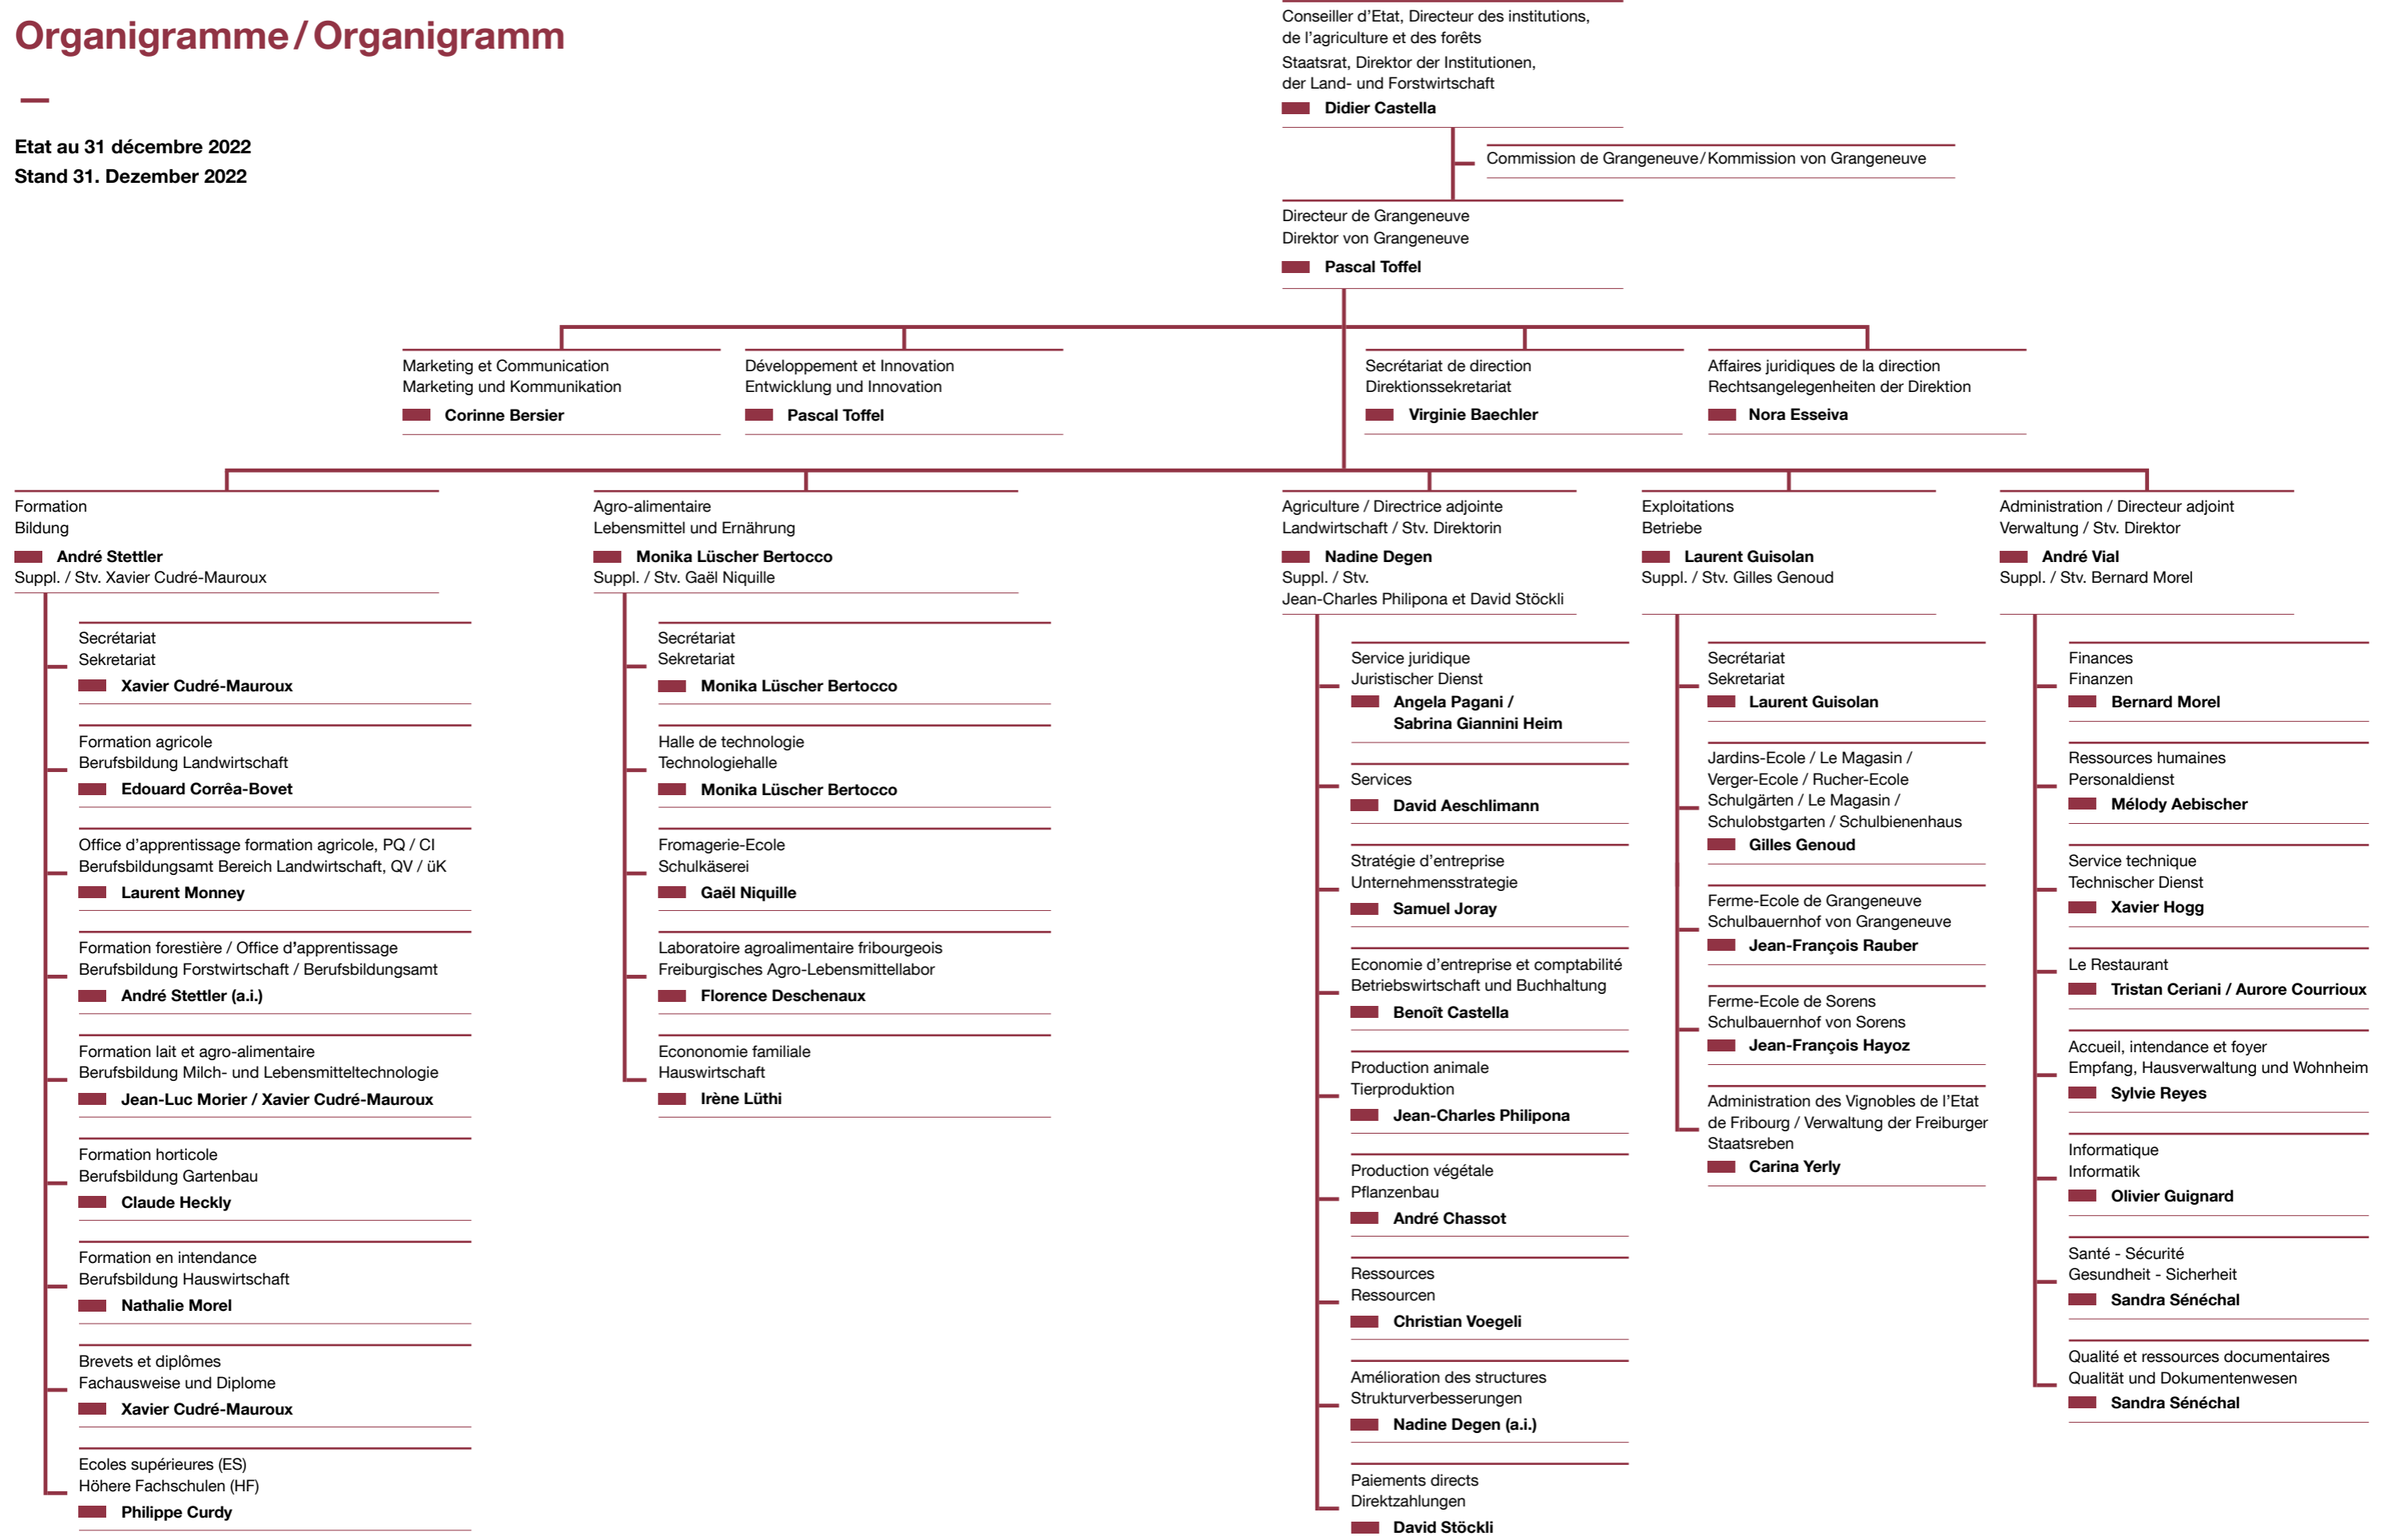 Organigramme / Organigramm
Etat au 31 décembre 2022
Stand 31. Dezember 2022
Conseiller d'Etat, Directeur des institutions,
de l'agriculture et des forêts
Staatsrat, Direktor der Institutionen,
der Land- und Forstwirtschaft
Didier Castella
Commission de Grangeneuve / Kommission von Grangeneuve
Directeur de Grangeneuve
Direktor von Grangeneuve
Pascal Toffel
Marketing et Communication
Marketing und Kommunikation
Corinne Bersier
Développement et Innovation
Entwicklung und Innovation
Pascal Toffel
Secrétariat de direction
Direktionssekretariat
Virginie Baechler
Affaires juridiques de la direction
Rechtsangelegenheiten der Direktion
Nora Esseiva
Formation
Bildung
André Stettler
Suppl. / Stv. Xavier Cudré-Mauroux
Secrétariat
Sekretariat
Xavier Cudré-Mauroux
Formation agricole
Berufsbildung Landwirtschaft
Edouard Corrêa-Bovet
Office d'apprentissage formation agricole, PQ / CI
Berufsbildungsamt Bereich Landwirtschaft, QV / üK
Laurent Monney
Formation forestière / Office d'apprentissage
Berufsbildung Forstwirtschaft / Berufsbildungsamt
André Stettler (a.i.)
Formation lait et agro-alimentaire
Berufsbildung Milch- und Lebensmitteltechnologie
Jean-Luc Morier / Xavier Cudré-Mauroux
Formation horticole
Berufsbildung Gartenbau
Claude Heckly
Formation en intendance
Berufsbildung Hauswirtschaft
Nathalie Morel
Brevets et diplômes
Fachausweise und Diplome
Xavier Cudré-Mauroux
Ecoles supérieures (ES)
Höhere Fachschulen (HF)
Philippe Curdy
Agro-alimentaire
Lebensmittel und Ernährung
Monika Lüscher Bertocco
Suppl. / Stv. Gaël Niquille
Secrétariat
Sekretariat
Monika Lüscher Bertocco
Halle de technologie
Technologiehalle
Monika Lüscher Bertocco
Fromagerie-Ecole
Schulkäserei
Gaël Niquille
Laboratoire agroalimentaire fribourgeois
Freiburgisches Agro-Lebensmittellabor
Florence Deschenaux
Econonomie familiale
Hauswirtschaft
Irène Lüthi
Agriculture / Directrice adjointe
Landwirtschaft / Stv. Direktorin
Nadine Degen
Suppl. / Stv.
Jean-Charles Philipona et David Stöckli
Service juridique
Juristischer Dienst
Angela Pagani /
Sabrina Giannini Heim
Services
David Aeschlimann
Stratégie d'entreprise
Unternehmensstrategie
Samuel Joray
Economie d'entreprise et comptabilité
Betriebswirtschaft und Buchhaltung
Benoît Castella
Production animale
Tierproduktion
Jean-Charles Philipona
Production végétale
Pflanzenbau
André Chassot
Ressources
Ressourcen
Christian Voegeli
Amélioration des structures
Strukturverbesserungen
Nadine Degen (a.i.)
Paiements directs
Direktzahlungen
David Stöckli
Exploitations
Betriebe
Laurent Guisolan
Suppl. / Stv. Gilles Genoud
Secrétariat
Sekretariat
Laurent Guisolan
Jardins-Ecole / Le Magasin /
Verger-Ecole / Rucher-Ecole
Schulgärten / Le Magasin /
Schulobstgarten / Schulbienenhaus
Gilles Genoud
Ferme-Ecole de Grangeneuve
Schulbauernhof von Grangeneuve
Jean-François Rauber
Ferme-Ecole de Sorens
Schulbauernhof von Sorens
Jean-François Hayoz
Administration des Vignobles de l'Etat
de Fribourg / Verwaltung der Freiburger
Staatsreben
Carina Yerly
Administration / Directeur adjoint
Verwaltung / Stv. Direktor
André Vial
Suppl. / Stv. Bernard Morel
Finances
Finanzen
Bernard Morel
Ressources humaines
Personaldienst
Mélody Aebischer
Service technique
Technischer Dienst
Xavier Hogg
Le Restaurant
Tristan Ceriani / Aurore Courrioux
Accueil, intendance et foyer
Empfang, Hausverwaltung und Wohnheim
Sylvie Reyes
Informatique
Informatik
Olivier Guignard
Santé - Sécurité
Gesundheit - Sicherheit
Sandra Sénéchal
Qualité et ressources documentaires
Qualität und Dokumentenwesen
Sandra Sénéchal